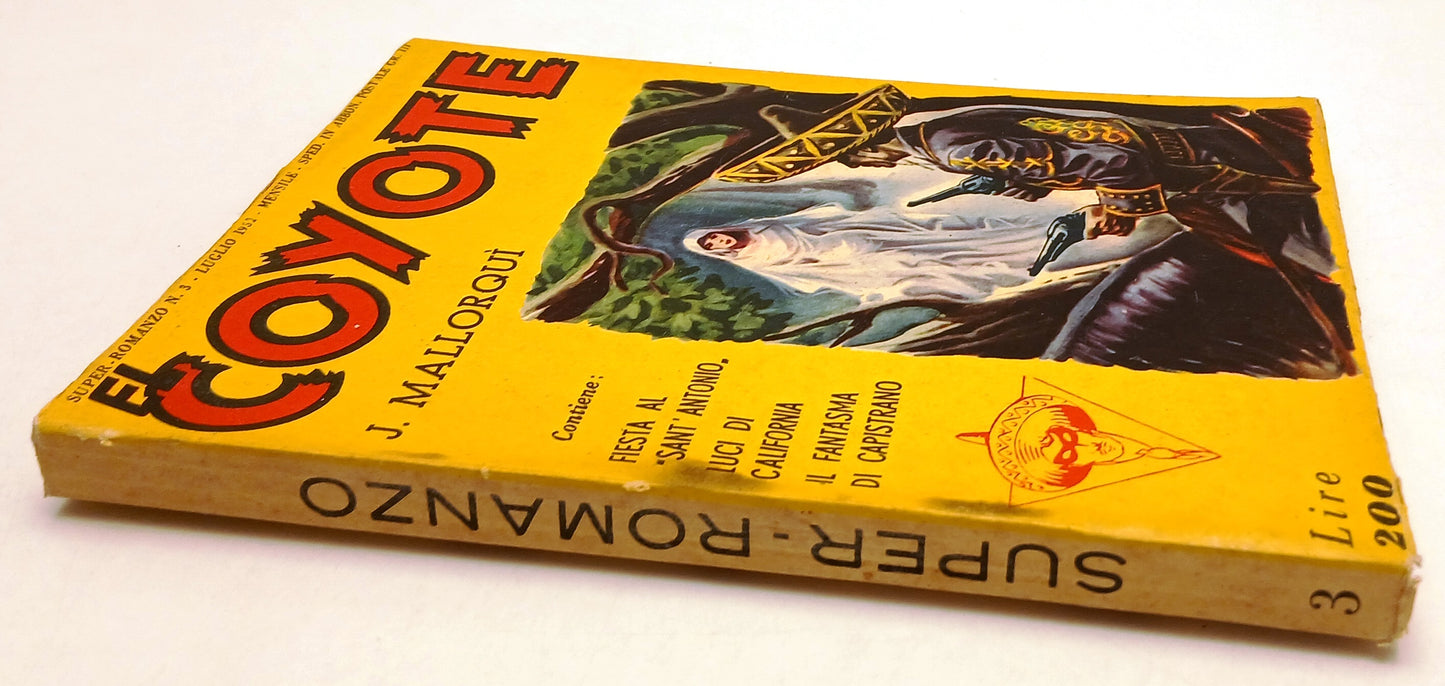 SUPER-ROMANZO N. 3 - LUGLIO 1952 - MENSILE - SPED. IN ABBON. POSTALE GR. III
EL
COYOTE
J. MALLORQUÌ
Contiene:
FIESTA AL
"SANT'ANTONIO„
LUCI DI
CALIFORNIA
IL FANTASMA
DI CAPISTRANO
Lire
200
SUPER-ROMANZO
3